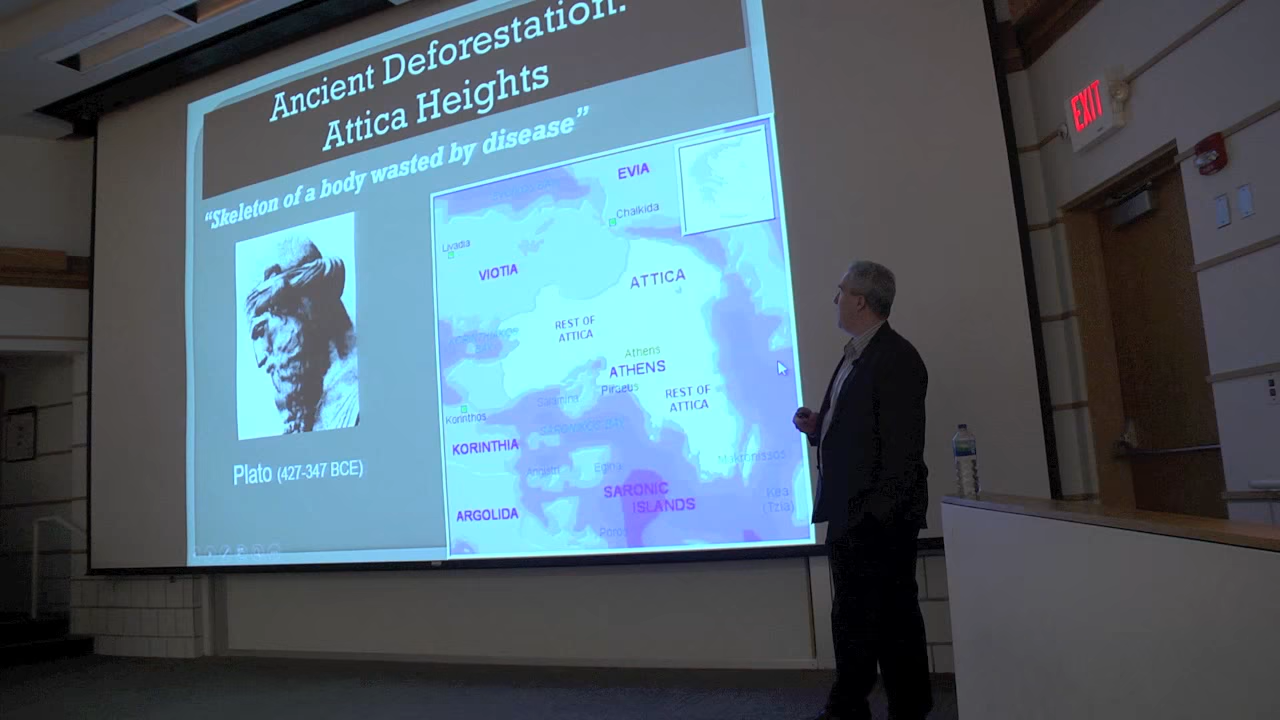 Ancient Deforestation:
Attica Heights
“Skeleton of a body wasted by disease”
EVIA
Chalkida
Livadia
VIOTIA
ATTICA
REST OF
ATTICA
Athens
ATHENS
Piraeus
REST OF
ATTICA
Salamina
Korinthos
SARONIKOS BAY
KORINTHIA
Angistri
Egina
Makronissos
SARONIC
ISLANDS
Kea
(Tzia)
ARGOLIDA
Poros
Plato (427-347 BCE)
EXIT